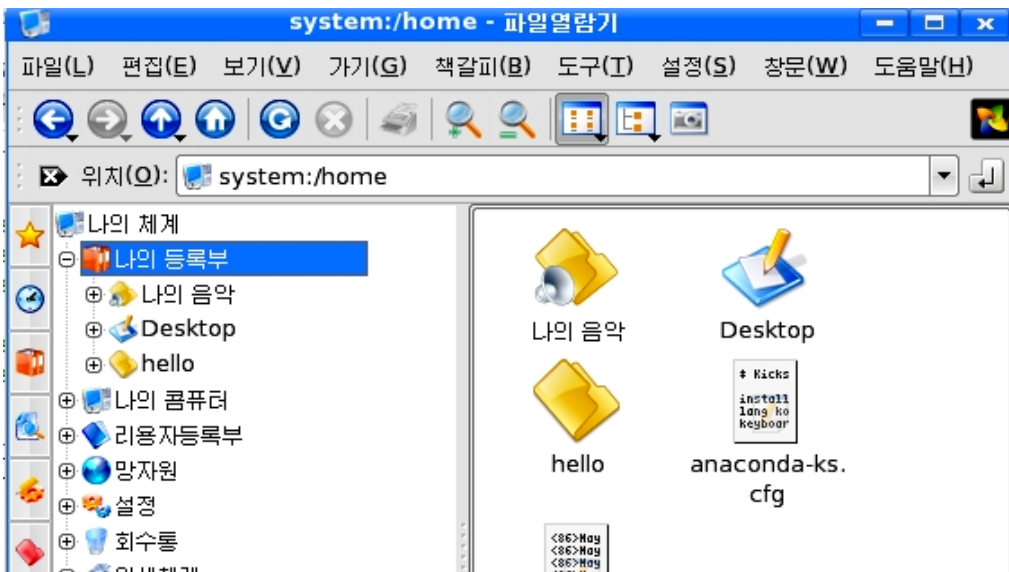 system:/home - 파일열람기
파일(L) 편집(E) 보기(V) 가기(G) 책갈피(B) 도구(T) 설정(S) 창문(W) 도움말(H)
위치(O): system:/home
나의 체계
나의 등록부
나의 음악
Desktop
hello
나의 콤퓨터
리용자등록부
망자원
설정
회수통
나의 음악
Desktop
# Kicks
install
lang ko
keyboar
hello
anaconda-ks.
cfg
<86>May
<86>May
<86>May